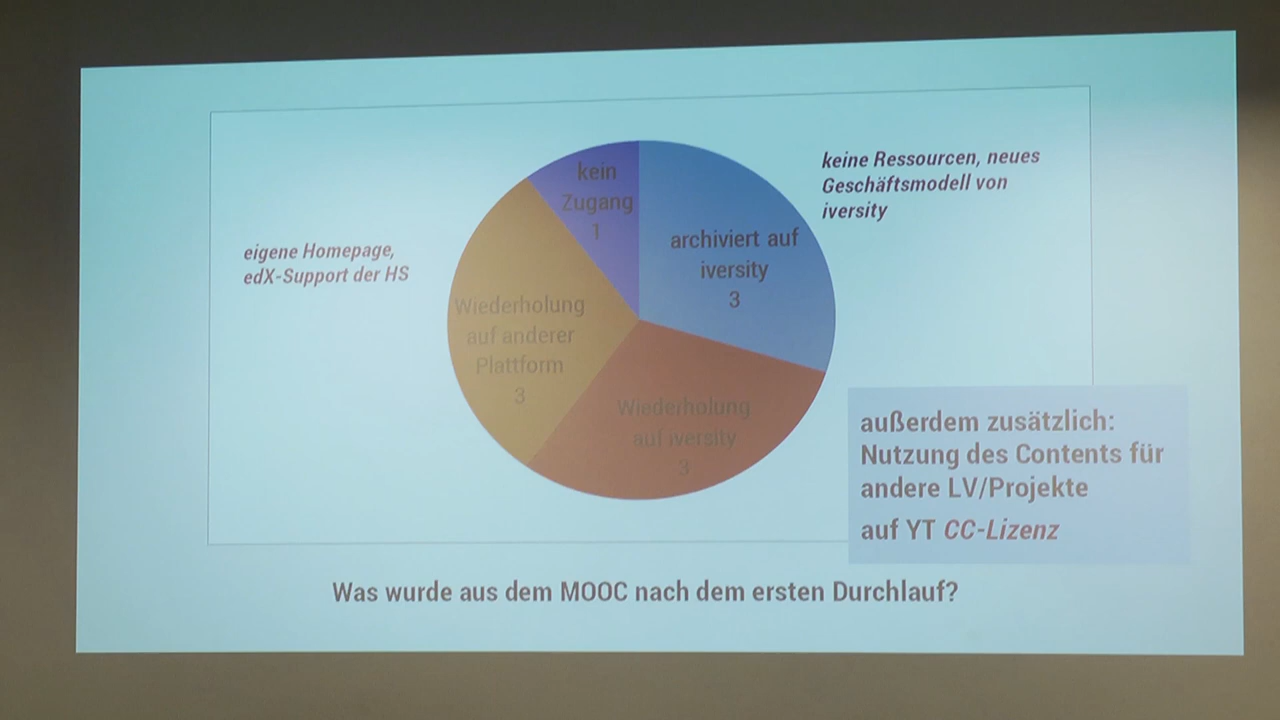 kein
Zugang
1
keine Ressourcen, neues
Geschäftsmodell von
iversity
archiviert auf
iversity
3
eigene Homepage,
edX-Support der HS
Wiederholung
auf anderer
Plattform
3
Wiederholung
auf iversity
3
außerdem zusätzlich:
Nutzung des Contents für
andere LV/Projekte
auf YT CC-Lizenz
Was wurde aus dem MOOC nach dem ersten Durchlauf?